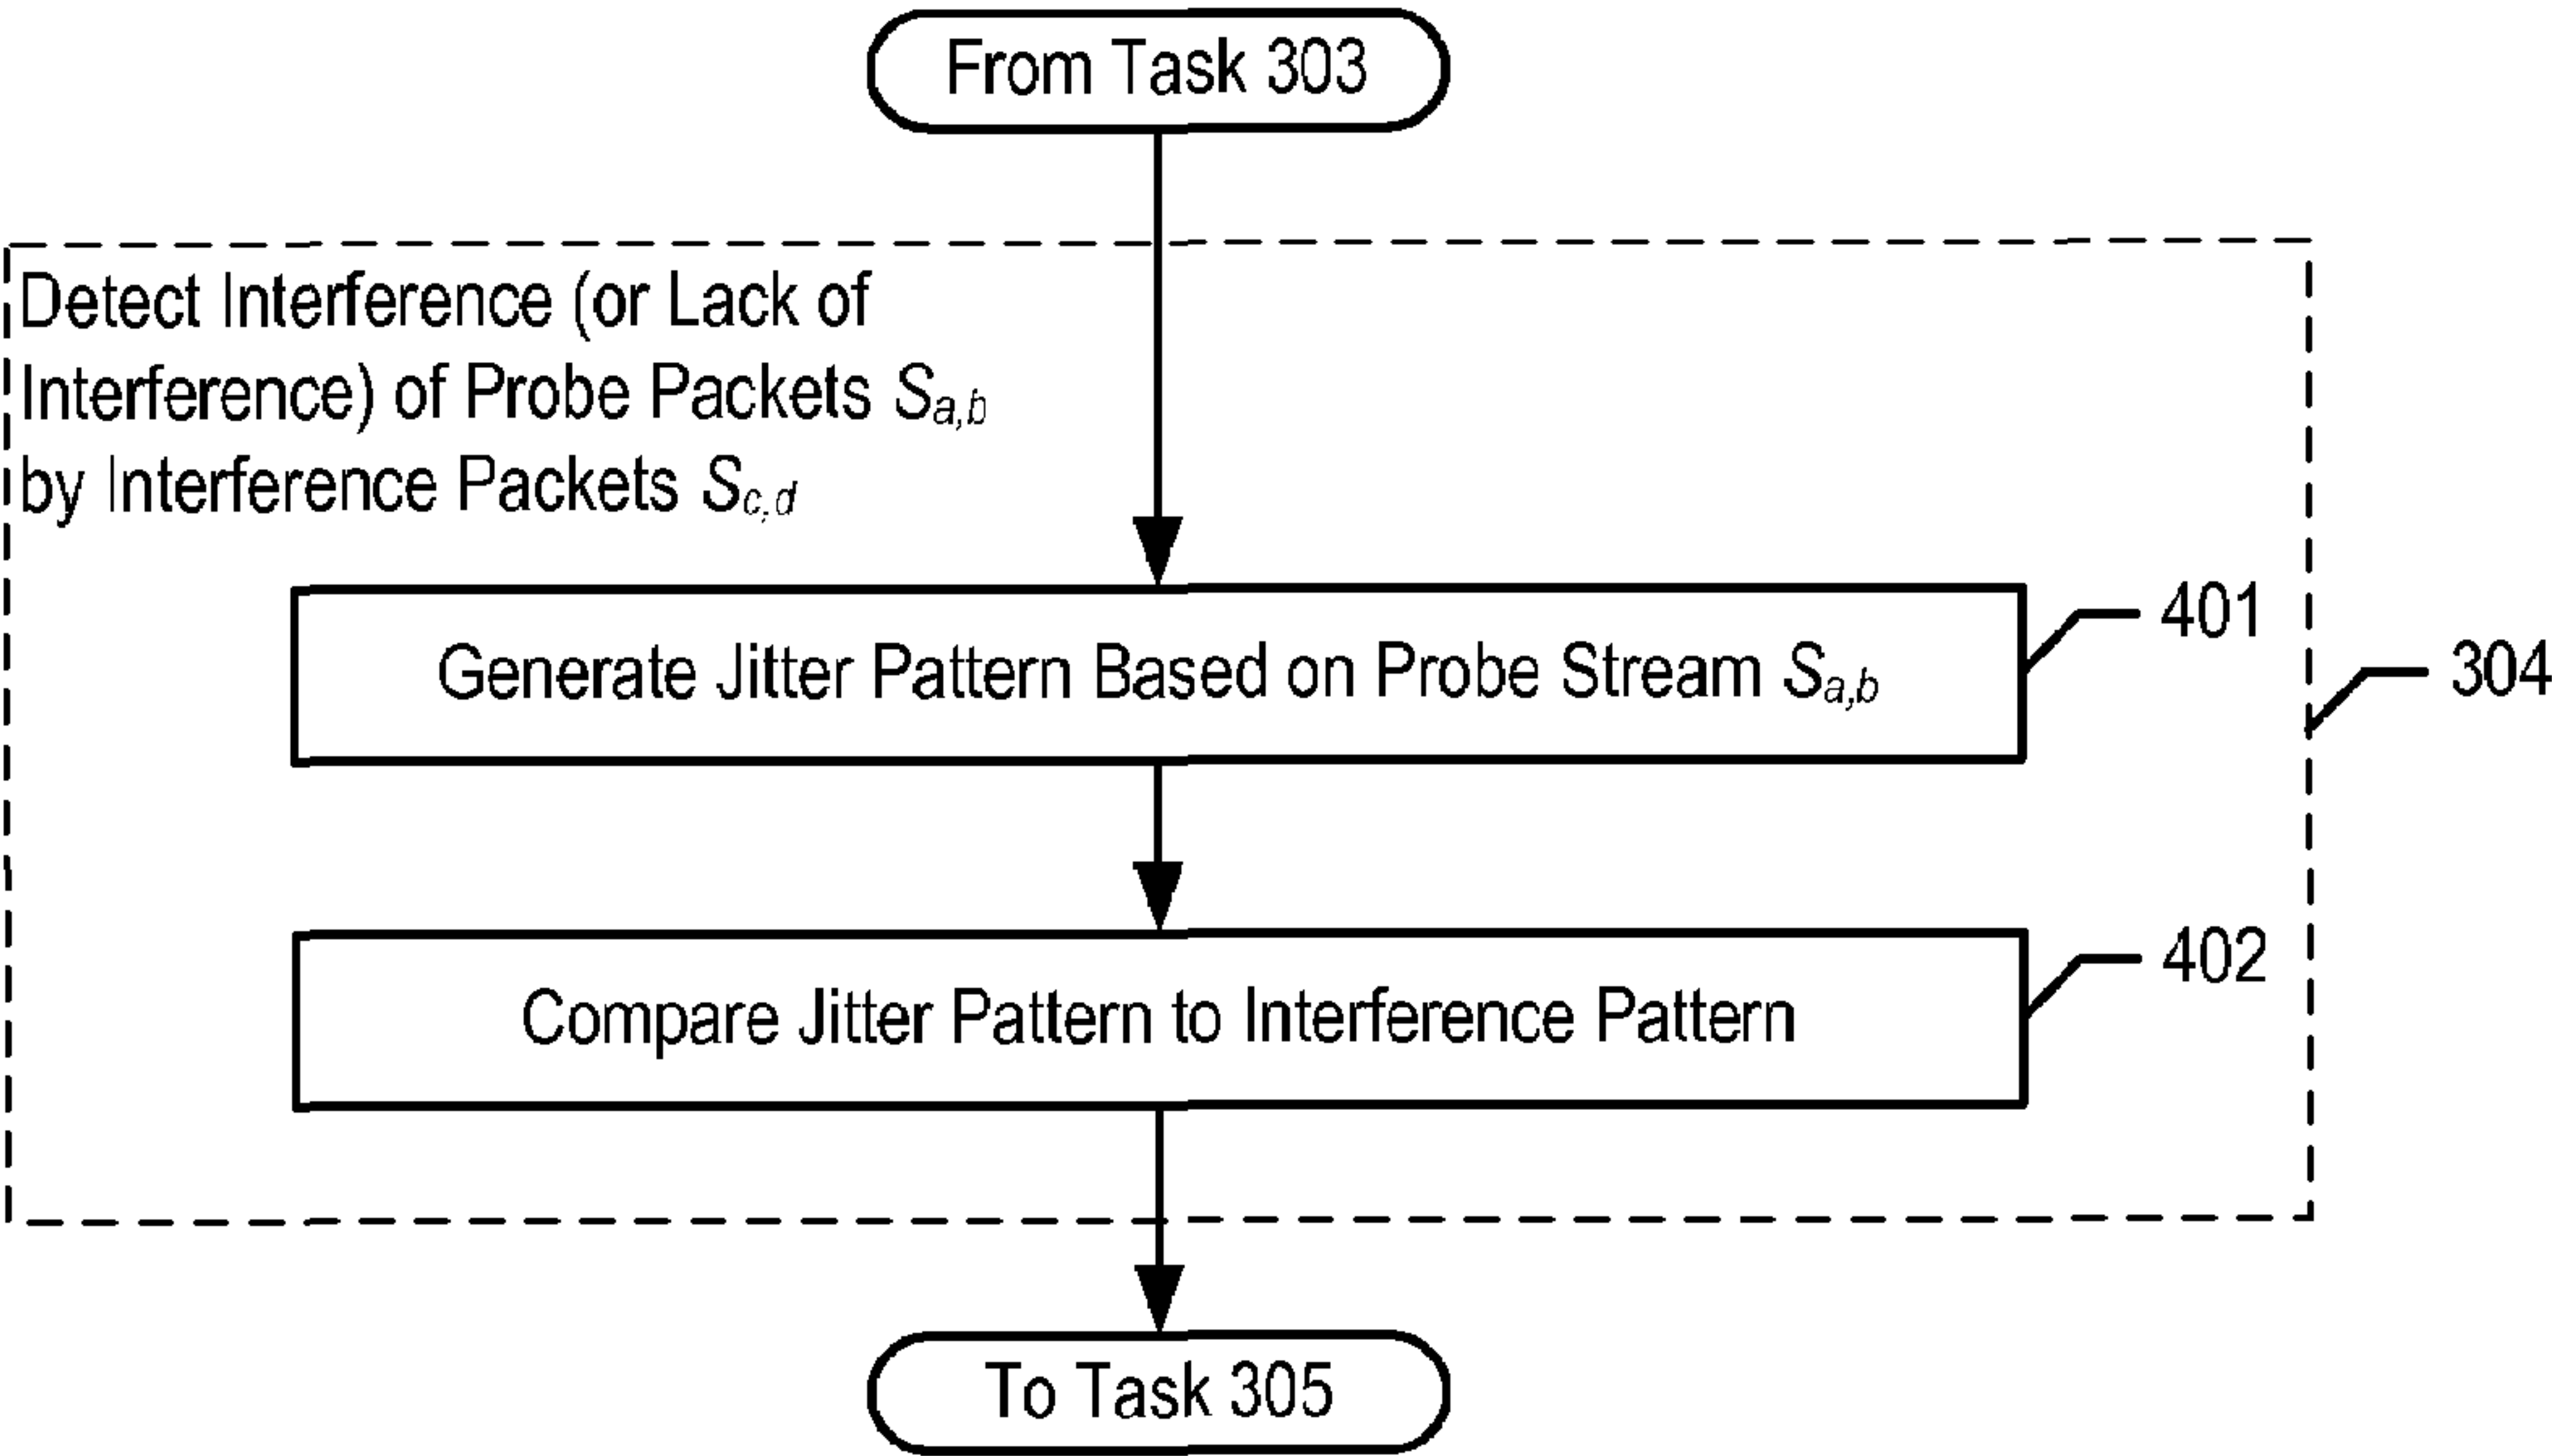 From Task 303
Detect Interference (or Lack of
Interference) of Probe Packets Sa,b
by Interference Packets Sc,d
401
Generate Jitter Pattern Based on Probe Stream Sa,b
304
402
Compare Jitter Pattern to Interference Pattern
To Task 305